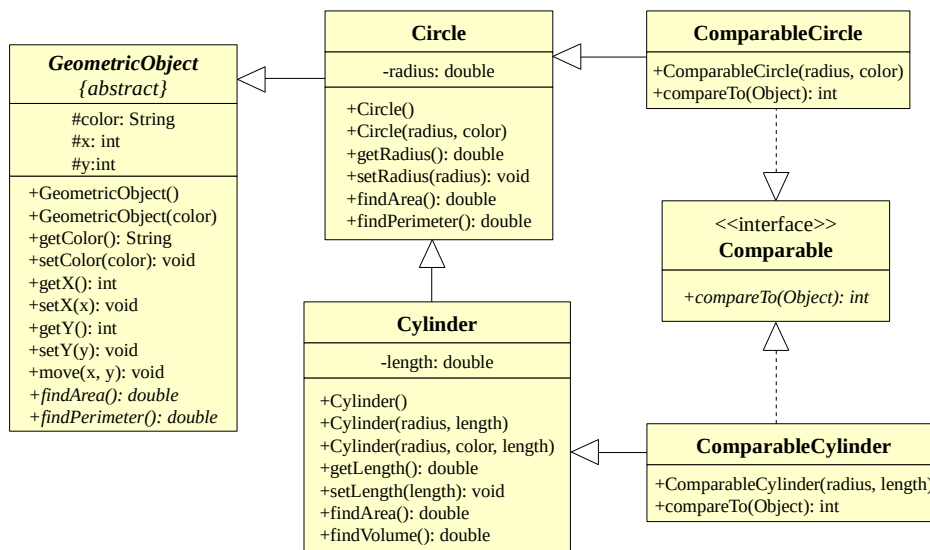 GeometricObject
{abstract}
#color: String
#x: int
#y:int
+GeometricObject()
+GeometricObject(color)
+getColor(): String
+setColor(color): void
+getX(): int
+setX(x): void
+getY(): int
+setY(y): void
+move(x, y): void
+findArea(): double
+findPerimeter(): double
Circle
-radius: double
+Circle()
+Circle(radius, color)
+getRadius(): double
+setRadius(radius): void
+findArea(): double
+findPerimeter(): double
Cylinder
-length: double
+Cylinder()
+Cylinder(radius, length)
+Cylinder(radius, color, length)
+getLength(): double
+setLength(length): void
+findArea(): double
+findVolume(): double
ComparableCircle
+ComparableCircle(radius, color)
+compareTo(Object): int
<<interface>>
Comparable
+compareTo(Object): int
ComparableCylinder
+ComparableCylinder(radius, length)
+compareTo(Object): int